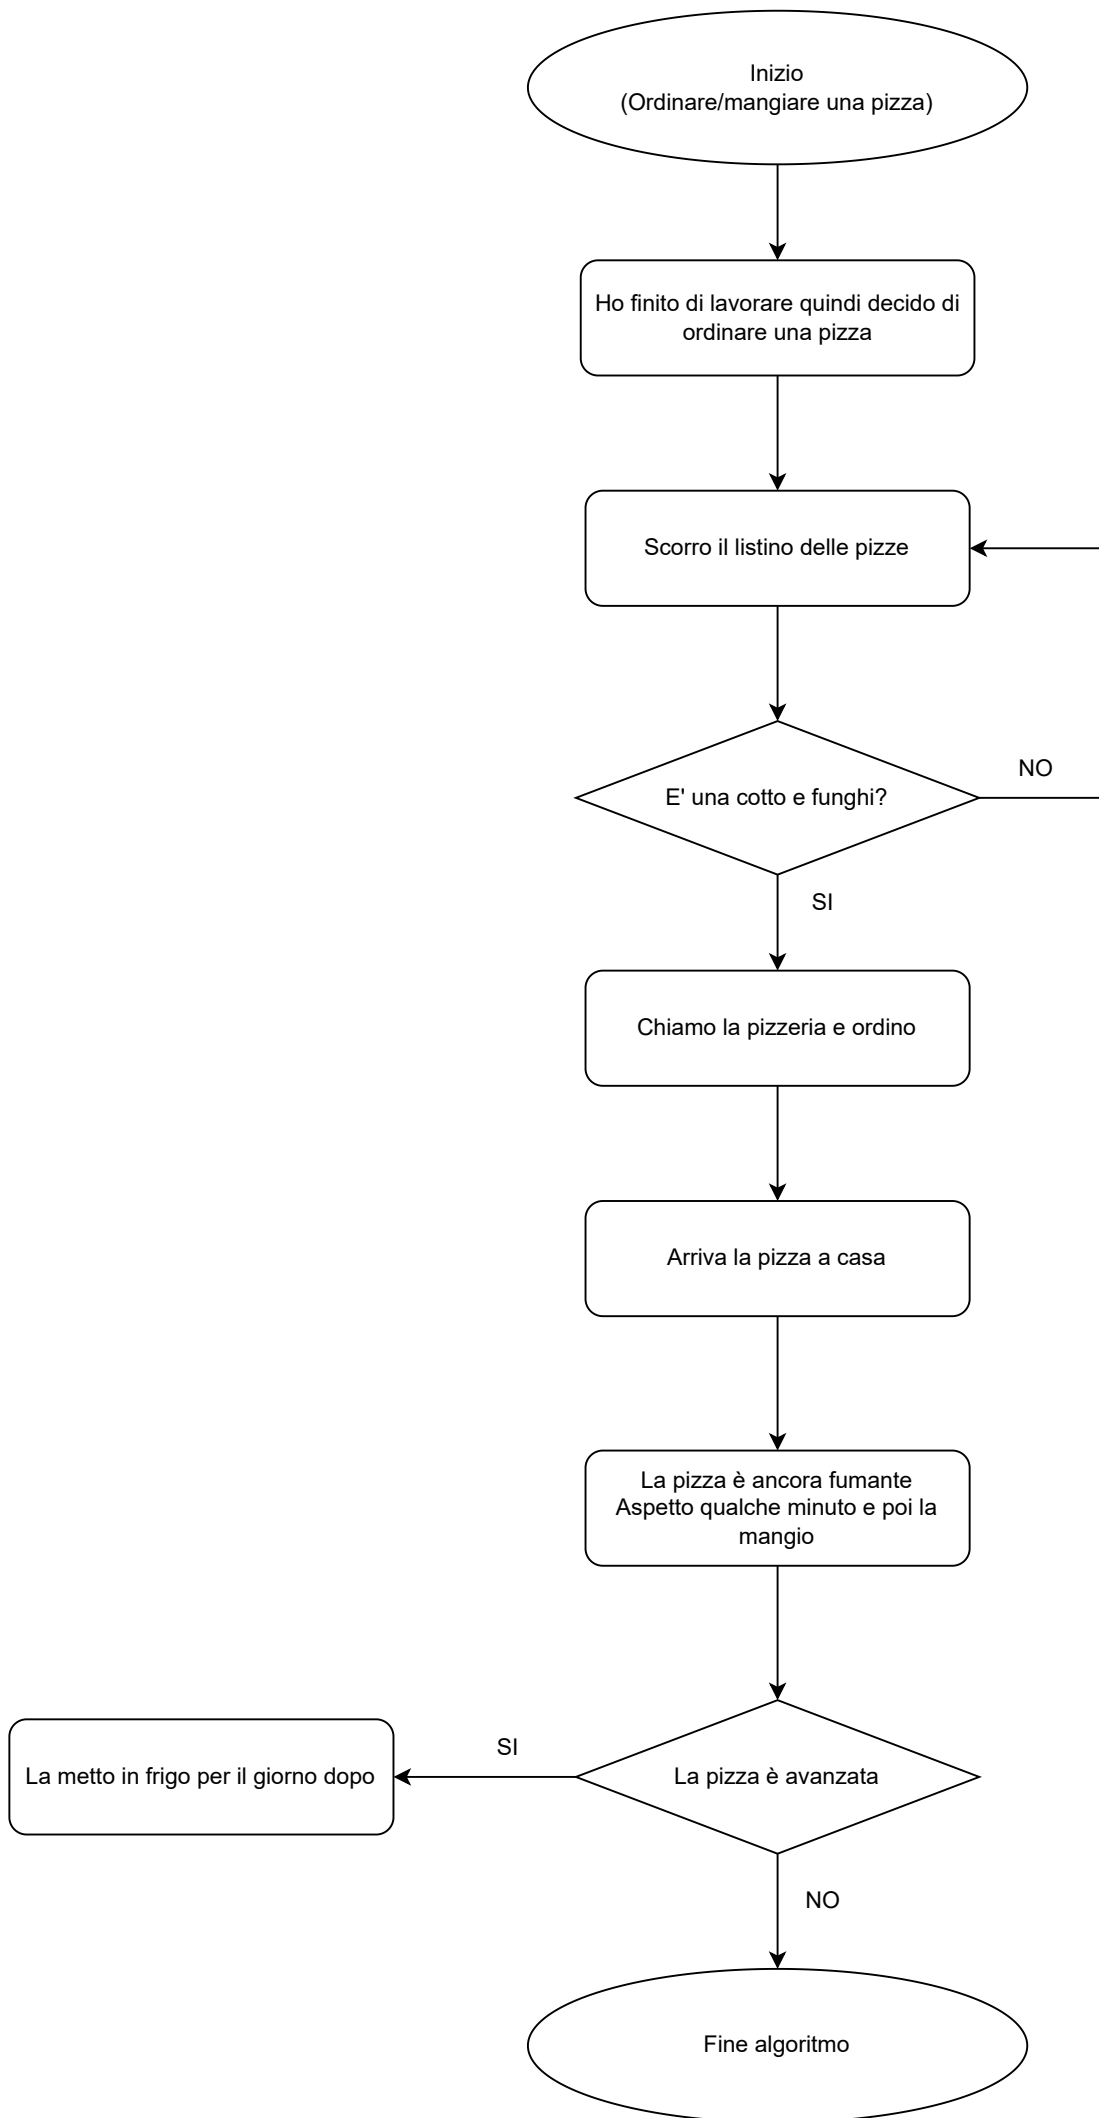 Inizio
(Ordinare/mangiare una pizza)
Ho finito di lavorare quindi decido di
ordinare una pizza
Scorro il listino delle pizze
E' una cotto e funghi?
NO
SI
Chiamo la pizzeria e ordino
Arriva la pizza a casa
La pizza è ancora fumante
Aspetto qualche minuto e poi la
mangio
SI
La metto in frigo per il giorno dopo
La pizza è avanzata
NO
Fine algoritmo